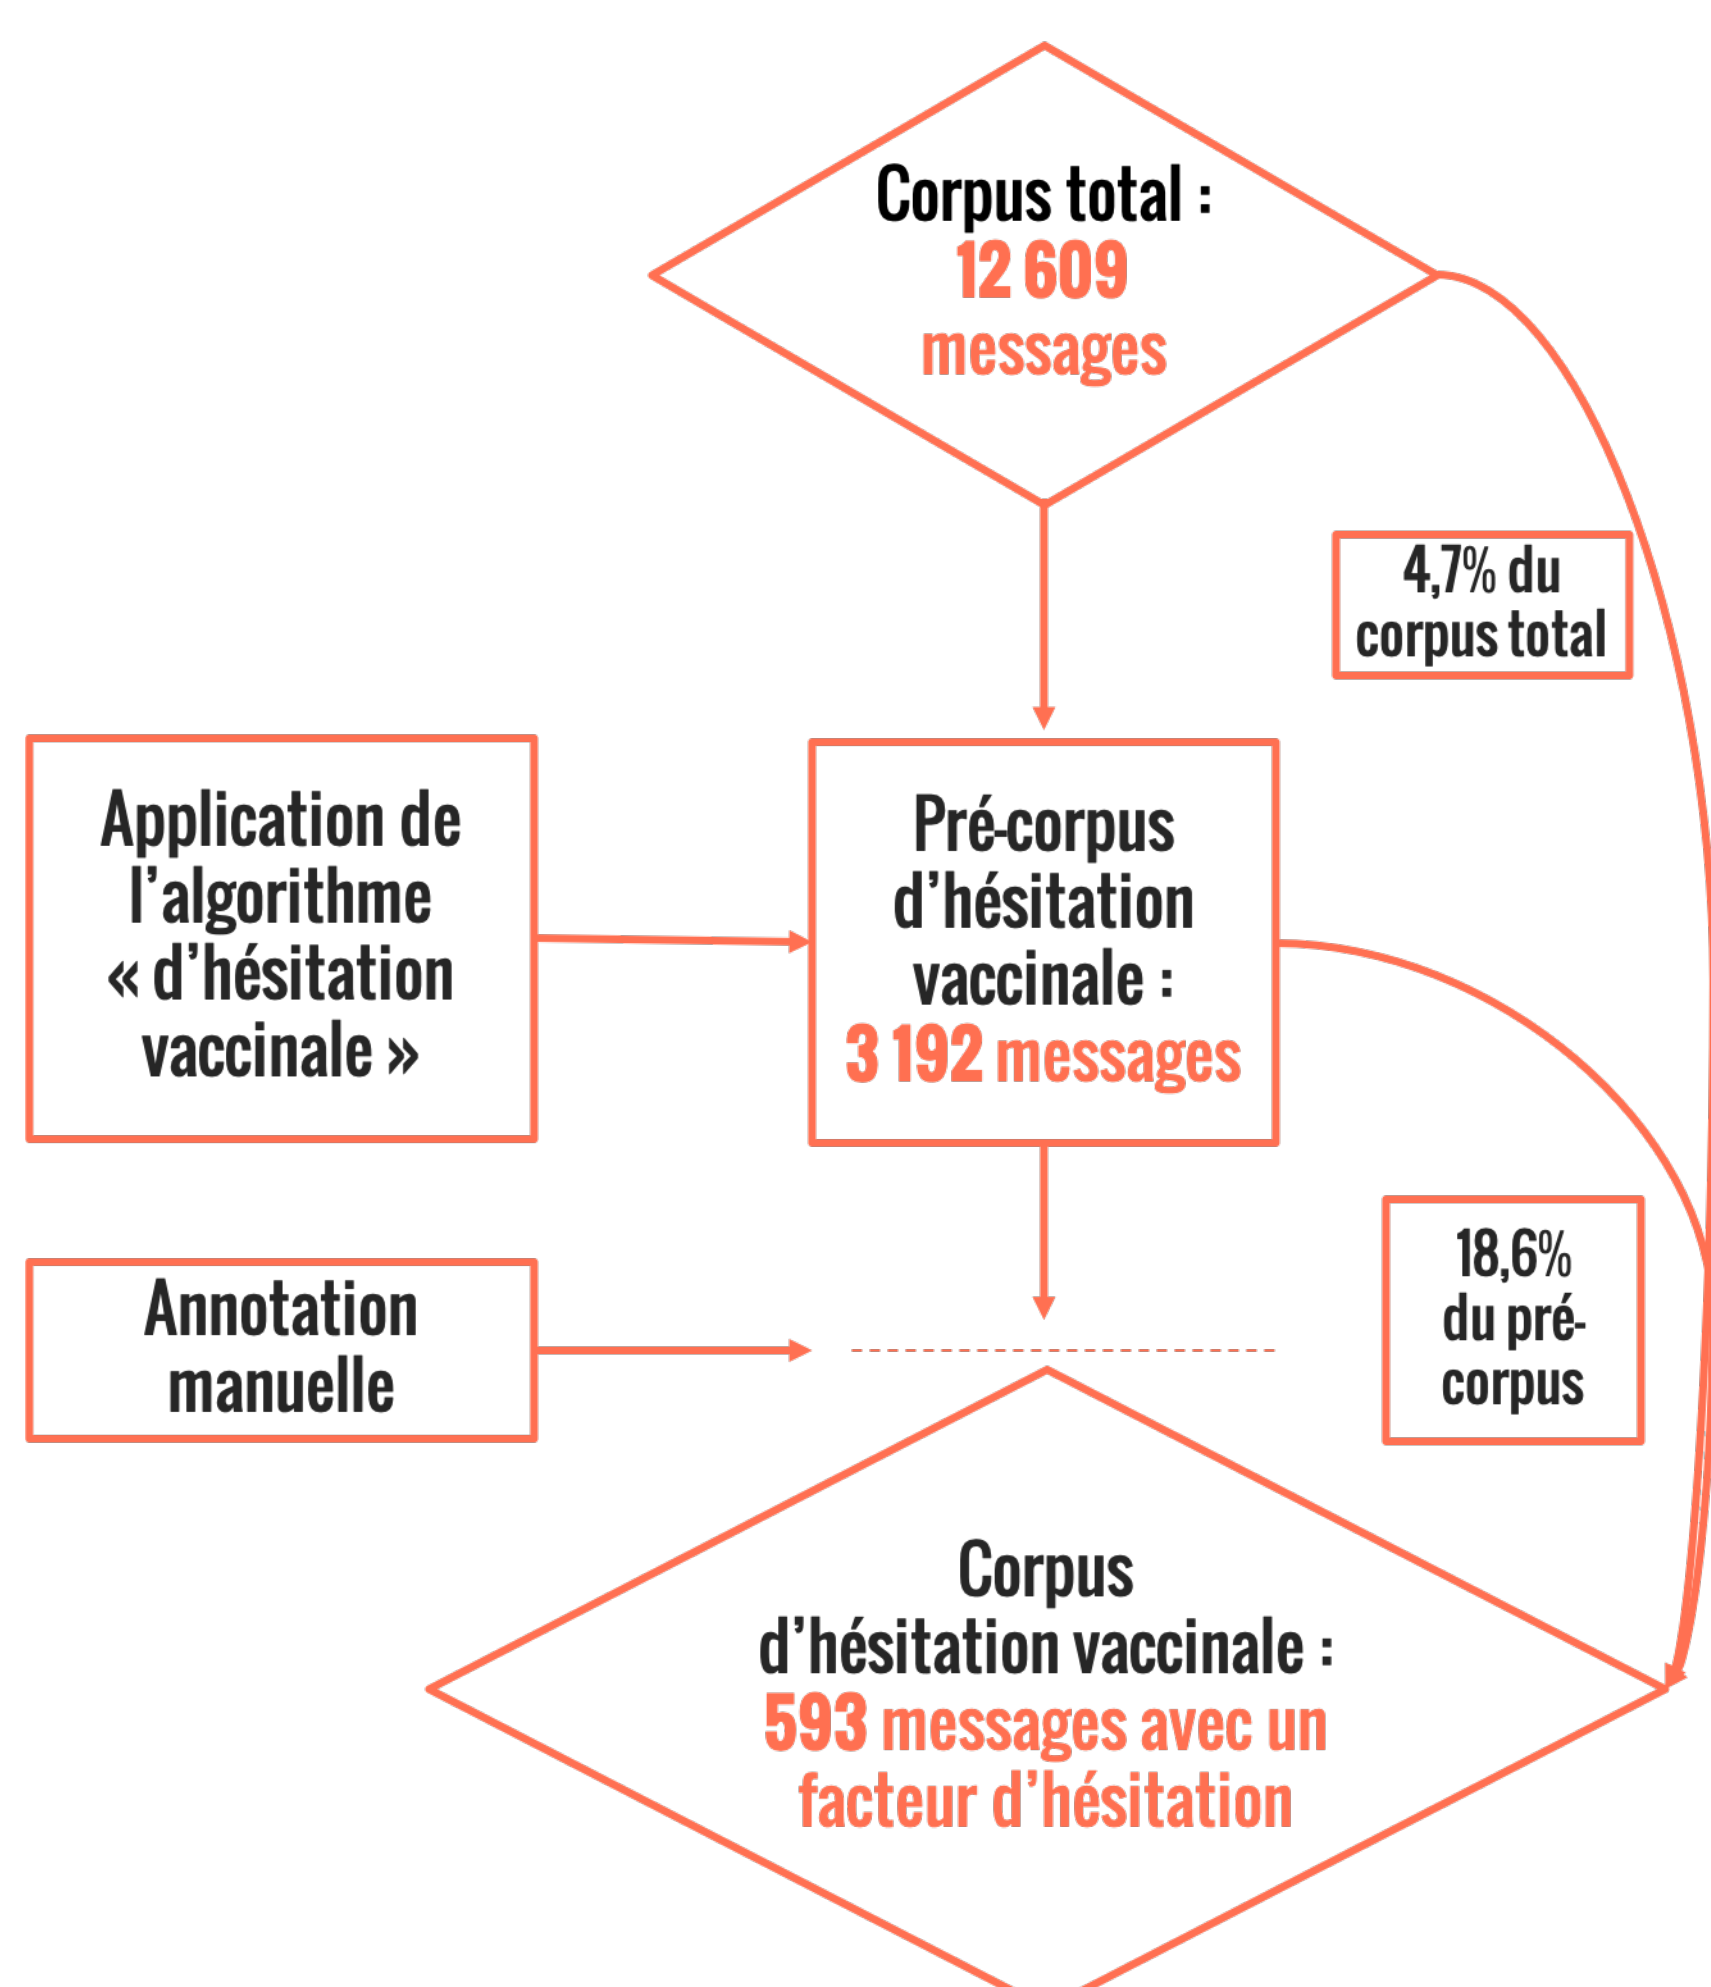 Corpus total :
12 609
messages
4,7% du
corpus total
Application de
l’algorithme
« d’hésitation
vaccinale »
Pré-corpus
d’hésitation
vaccinale :
3 192 messages
Annotation
manuelle
18,6%
du pré-
corpus
Corpus
d’hésitation vaccinale :
593 messages avec un
facteur d’hésitation